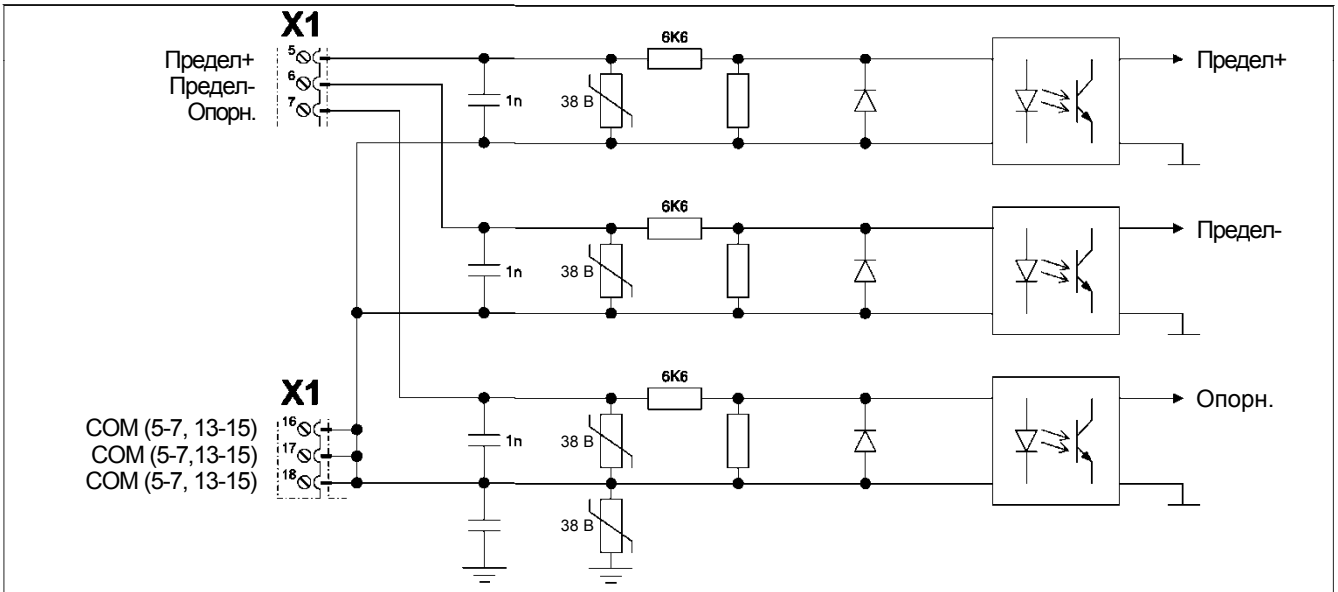 X1
5
Предел+
6
Предел-
7
Опорн.
1n
38 В
6K6
Предел+
1n
38 В
6K6
Предел-
X1
16
COM (5-7, 13-15)
17
COM (5-7,13-15)
18
COM (5-7, 13-15)
1n
38 В
6K6
Опорн.
38 В